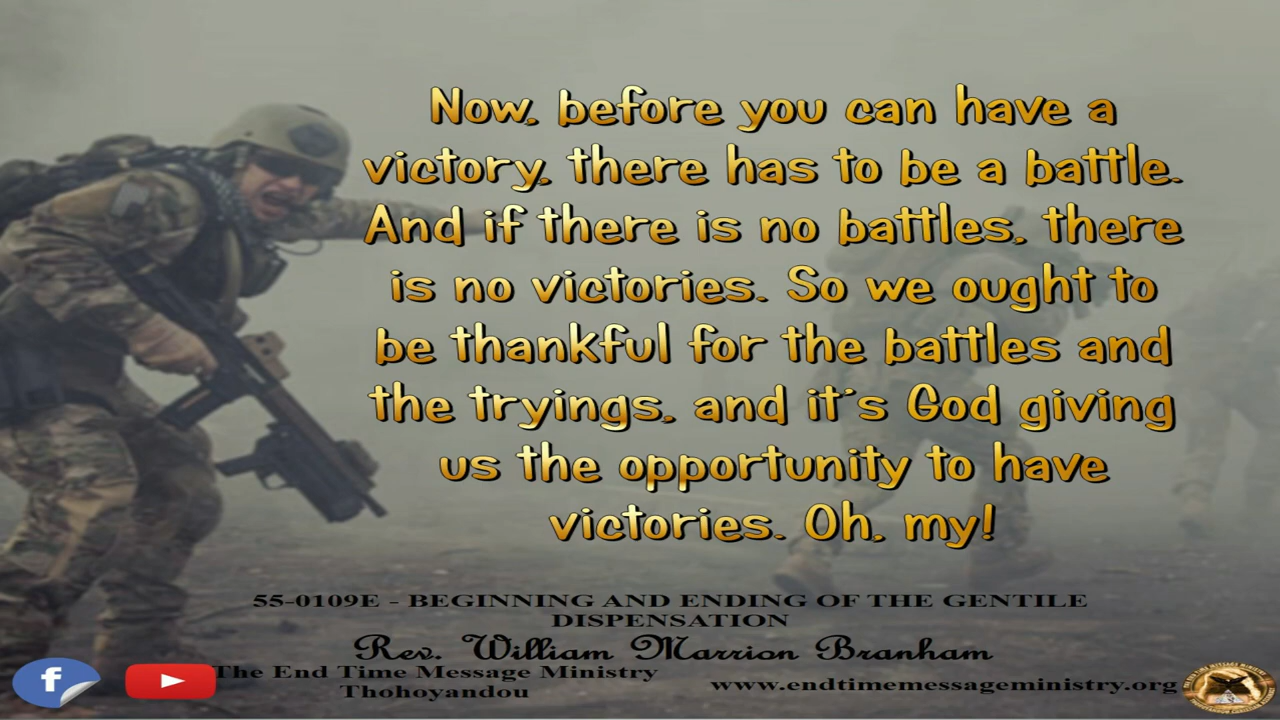 Now, before you can have a
victory, there has to be a battle.
And if there is no battles, there
is no victories. So we ought to
be thankful for the battles and
the tryings, and it's God giving
us the opportunity to have
victories. Oh, my!
55-0109E - BEGINNING AND ENDING OF THE GENTILE
DISPENSATION
Rev. William Marrion Branham
The End Time Message Ministry
Thohoyandou
www.endtimemessageministry.org